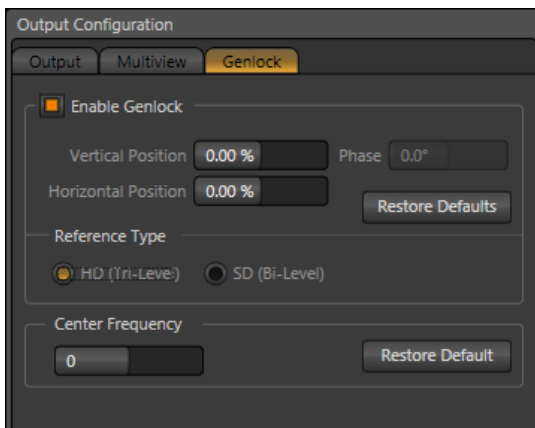 Output Configuration
Output Multiview Genlock
Enable Genlock
Vertical Position 0.00 % Phase 0.0°
Horizontal Position 0.00 %
Restore Defaults
Reference Type
HD (Tri-Level) SD (Bi-Level)
Center Frequency
0 Restore Default